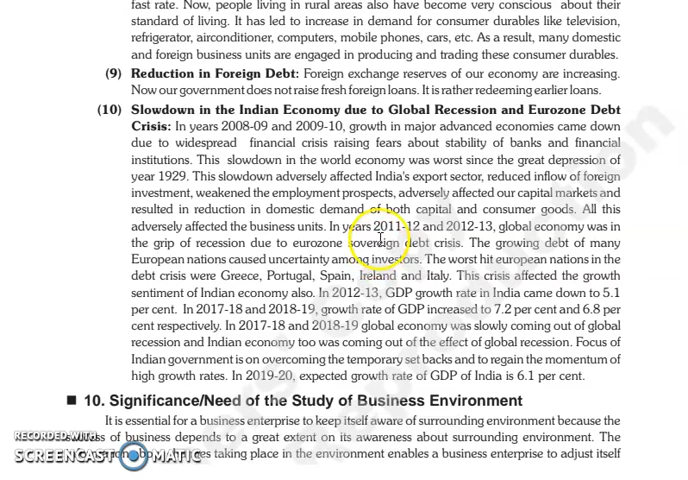 fast rate. Now, people living in rural areas also have become very conscious about their
standard of living. It has led to increase in demand for consumer durables like television,
refrigerator, airconditioner, computers, mobile phones, cars, etc. As a result, many domestic
and foreign business units are engaged in producing and trading these consumer durables.
(9) Reduction in Foreign Debt: Foreign exchange reserves of our economy are increasing.
Now our government does not raise fresh foreign loans. It is rather redeeming earlier loans.
(10) Slowdown in the Indian Economy due to Global Recession and Eurozone Debt
Crisis: In years 2008-09 and 2009-10, growth in major advanced economies came down
due to widespread financial crisis raising fears about stability of banks and financial
institutions. This slowdown in the world economy was worst since the great depression of
year 1929. This slowdown adversely affected India's export sector, reduced inflow of foreign
investment, weakened the employment prospects, adversely affected our capital markets and
resulted in reduction in domestic demand of both capital and consumer goods. All this
adversely affected the business units. In years 2011-12 and 2012-13, global economy was in
the grip of recession due to eurozone sovereign debt crisis. The growing debt of many
European nations caused uncertainty among investors. The worst hit european nations in the
debt crisis were Greece, Portugal, Spain, Ireland and Italy. This crisis affected the growth
sentiment of Indian economy also. In 2012-13, GDP growth rate in India came down to 5.1
per cent. In 2017-18 and 2018-19, growth rate of GDP increased to 7.2 per cent and 6.8 per
cent respectively. In 2017-18 and 2018-19 global economy was slowly coming out of global
recession and Indian economy too was coming out of the effect of global recession. Focus of
Indian government is on overcoming the temporary set backs and to regain the momentum of
high growth rates. In 2019-20, expected growth rate of GDP of India is 6.1 per cent.
■ 10. Significance/Need of the Study of Business Environment
It is essential for a business enterprise to keep itself aware of surrounding environment because the
of business depends to a great extent on its awareness about surrounding environment. The
taking place in the environment enables a business enterprise to adjust itself
RECORDED WITH
SCREENCAST MATIC